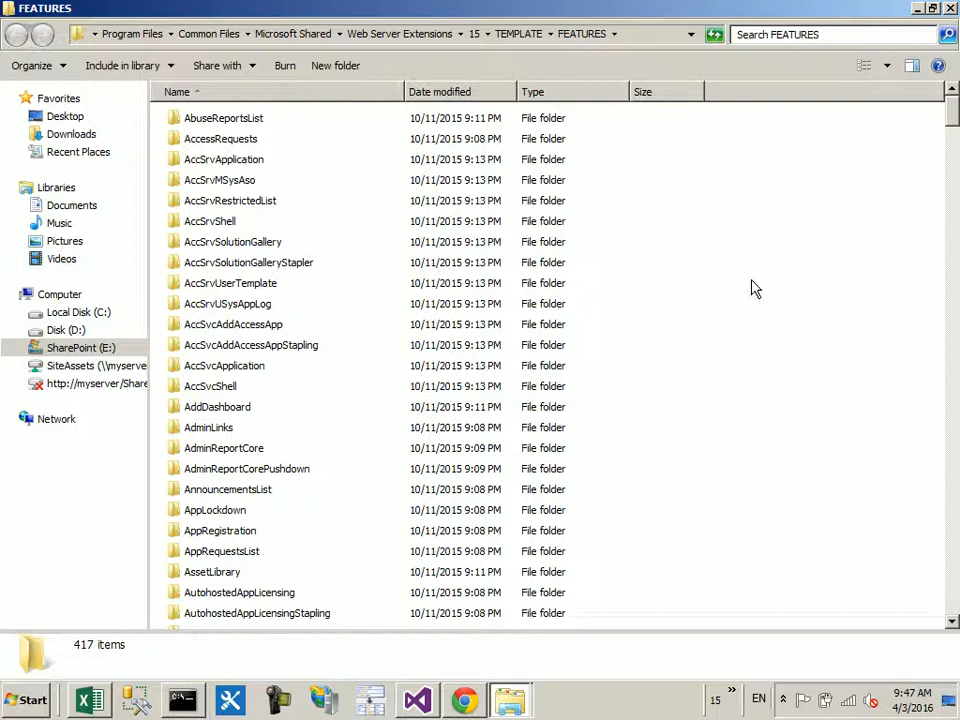 FEATURES
Program Files Common Files Microsoft Shared Web Server Extensions 15 TEMPLATE FEATURES
Search FEATURES
Organize Include in library Share with Burn New folder
Name Date modified Type Size
Favorites
Desktop
Downloads
Recent Places
Libraries
Documents
Music
Pictures
Videos
Computer
Local Disk (C:)
Disk (D:)
SharePoint (E:)
SiteAssets (\\myserve
http://myserver/Share
Network
AbuseReportsList 10/11/2015 9:11 PM File folder
AccessRequests 10/11/2015 9:08 PM File folder
AccSrvApplication 10/11/2015 9:13 PM File folder
AccSrvMSysAso 10/11/2015 9:13 PM File folder
AccSrvRestrictedList 10/11/2015 9:13 PM File folder
AccSrvShell 10/11/2015 9:13 PM File folder
AccSrvSolutionGallery 10/11/2015 9:13 PM File folder
AccSrvSolutionGalleryStapler 10/11/2015 9:13 PM File folder
AccSrvUserTemplate 10/11/2015 9:13 PM File folder
AccSrvUSysAppLog 10/11/2015 9:13 PM File folder
AccSvcAddAccessApp 10/11/2015 9:13 PM File folder
AccSvcAddAccessAppStapling 10/11/2015 9:13 PM File folder
AccSvcApplication 10/11/2015 9:13 PM File folder
AccSvcShell 10/11/2015 9:13 PM File folder
AddDashboard 10/11/2015 9:11 PM File folder
AdminLinks 10/11/2015 9:08 PM File folder
AdminReportCore 10/11/2015 9:09 PM File folder
AdminReportCorePushdown 10/11/2015 9:09 PM File folder
AnnouncementsList 10/11/2015 9:08 PM File folder
AppLockdown 10/11/2015 9:08 PM File folder
AppRegistration 10/11/2015 9:08 PM File folder
AppRequestsList 10/11/2015 9:08 PM File folder
AssetLibrary 10/11/2015 9:11 PM File folder
AutohostedAppLicensing 10/11/2015 9:08 PM File folder
AutohostedAppLicensingStapling 10/11/2015 9:08 PM File folder
417 items
Start
15
EN
9:47 AM
4/3/2016